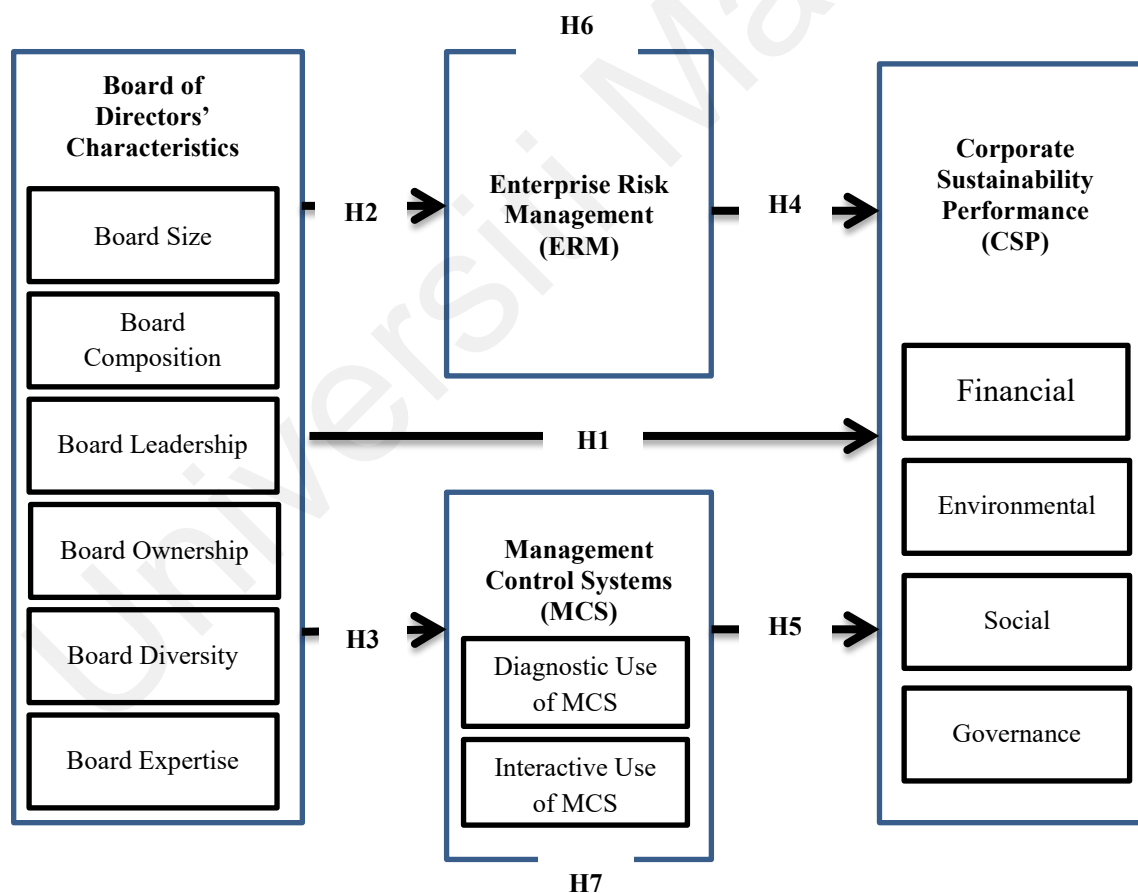 H6
Board of
Directors’
Characteristics
Board Size
Board
Composition
Board Leadership
Board Ownership
Board Diversity
Board Expertise
H2
Enterprise Risk
Management
(ERM)
H4
H1
Management
Control Systems
(MCS)
Diagnostic Use
of MCS
Interactive Use
of MCS
H3
H5
H7
Corporate
Sustainability
Performance
(CSP)
Financial
Environmental
Social
Governance
Universiti Ma